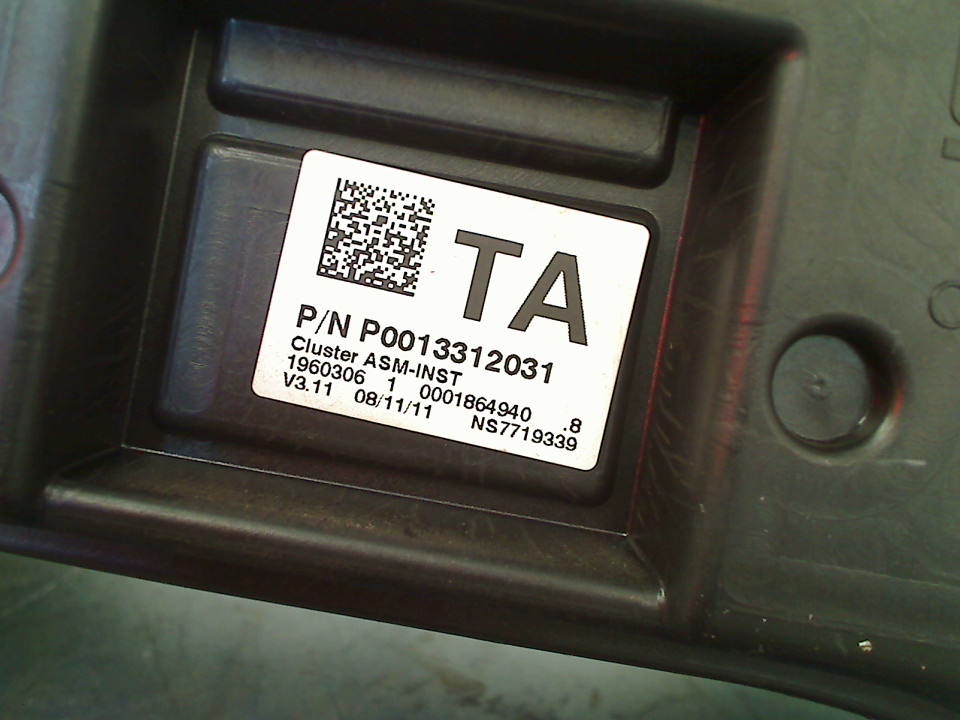 TA
P/N P0013312031
Cluster ASM-INST
1960306 1 0001864940 .8
V3.11 08/11/11 NS7719339